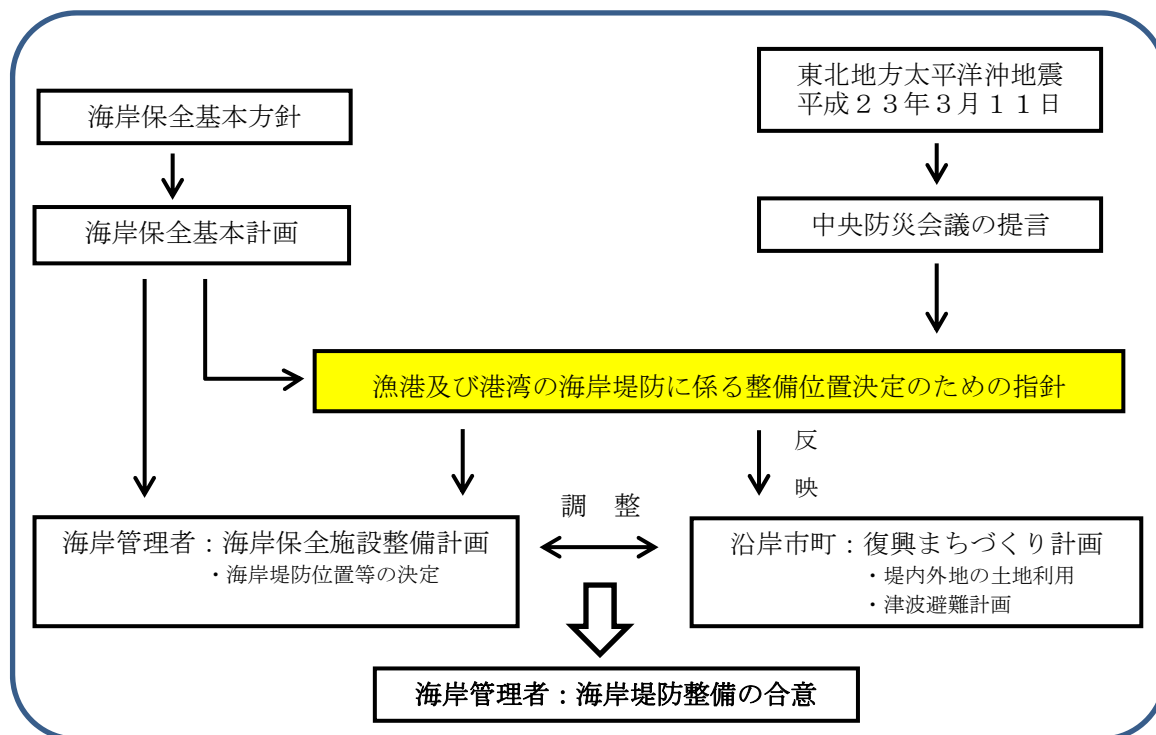 東北地方太平洋沖地震
平成２３年３月１１日
海岸保全基本方針
海岸保全基本計画
中央防災会議の提言
漁港及び港湾の海岸堤防に係る整備位置決定のための指針
反
映
調　整
海岸管理者：海岸保全施設整備計画
・海岸堤防位置等の決定
沿岸市町：復興まちづくり計画
・堤内外地の土地利用
・津波避難計画
海岸管理者：海岸堤防整備の合意